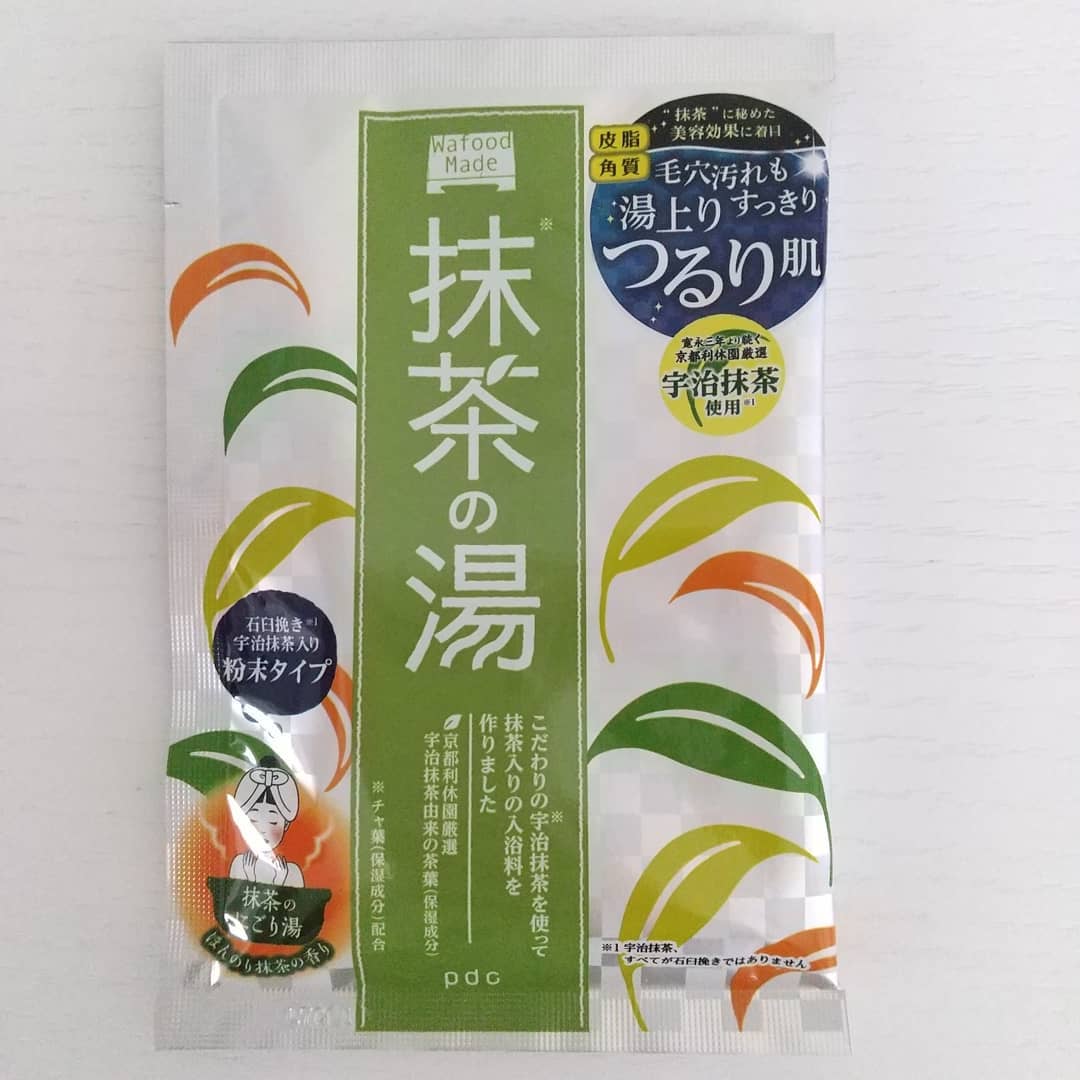 Wafood
Made
抹茶の湯
※
こだわりの宇治抹茶を使って
※
抹茶入りの入浴料を
作りました
京都利休園厳選
宇治抹茶由来の茶葉(保湿成分)
※ チャ葉(保湿成分)配合
pdc
“抹茶”に秘めた
美容効果に着目
皮脂
角質
毛穴汚れも
湯上りすっきり
つるり肌
寛永三年より続く
京都利休園厳選
宇治抹茶
使用※1
石臼挽き※1
宇治抹茶入り
粉末タイプ
抹茶の
にごり湯
ほんのり抹茶の香り
※1 宇治抹茶、
すべてが石臼挽きではありません